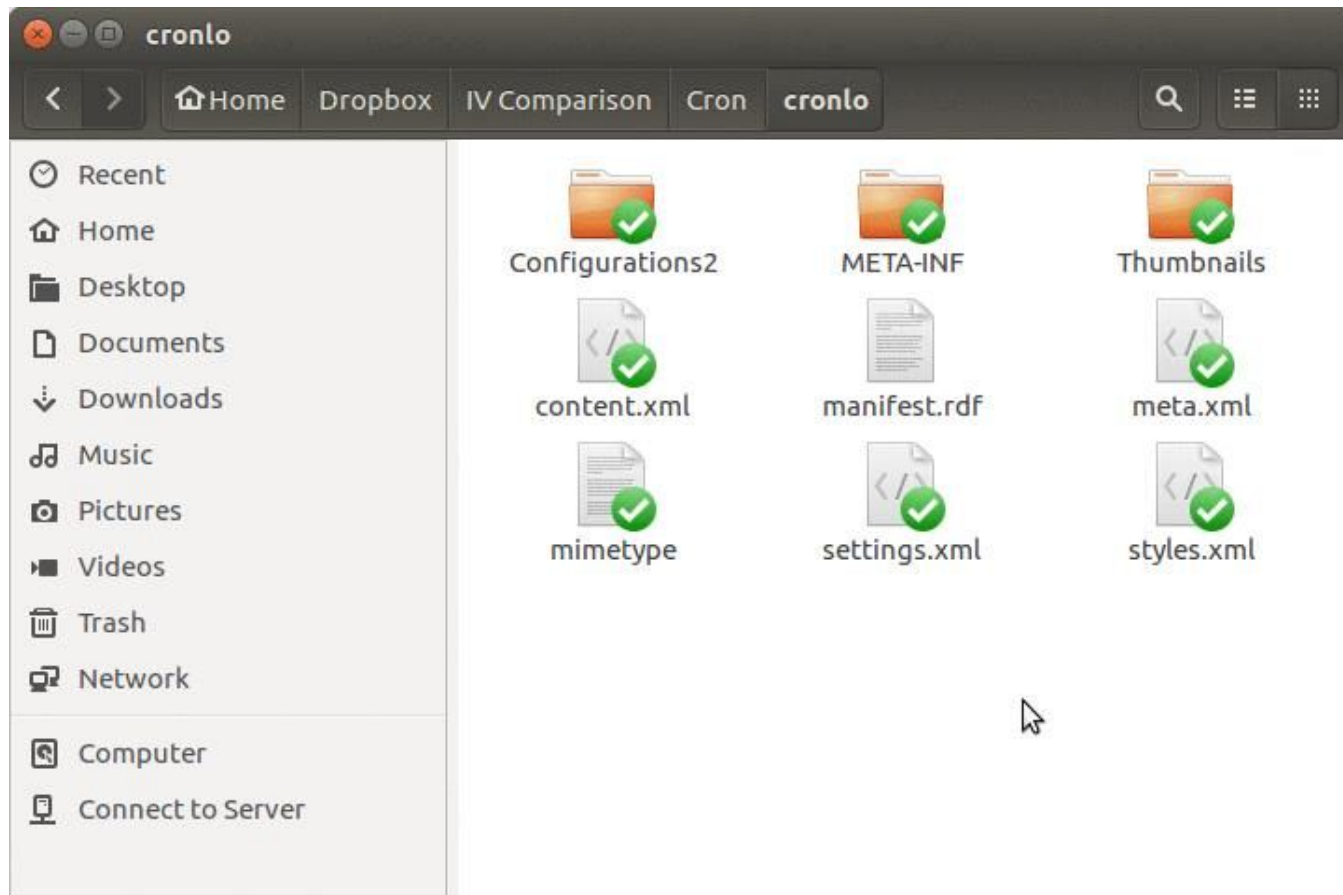 cronlo
Home Dropbox IV Comparison Cron cronlo
Recent
Home
Desktop
Documents
Downloads
Music
Pictures
Videos
Trash
Network
Computer
Connect to Server
Configurations2 META-INF Thumbnails
content.xml manifest.rdf meta.xml
mimetype settings.xml styles.xml